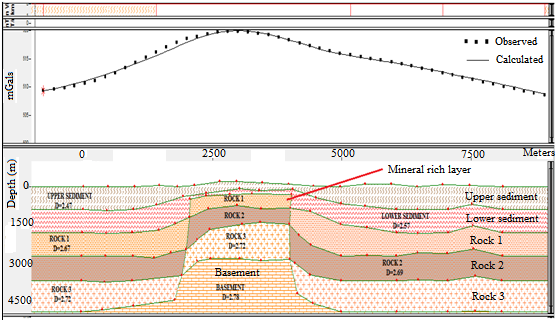 Observed
Calculated
mGals
0 2500 5000 7500 Meters
Depth (m)
Mineral rich layer
0
1500
3000
4500
UPPER SEDIMENT
D=2.47
ROCK 1
Upper sediment
ROCK 2
LOWER SEDIMENT
D=2.57
Lower sediment
ROCK 1
D=2.67
ROCK 3
D=2.72
Rock 1
ROCK 2
D=2.69
Rock 2
Basement
ROCK 3
D=2.72
BASEMENT
D=2.78
Rock 3